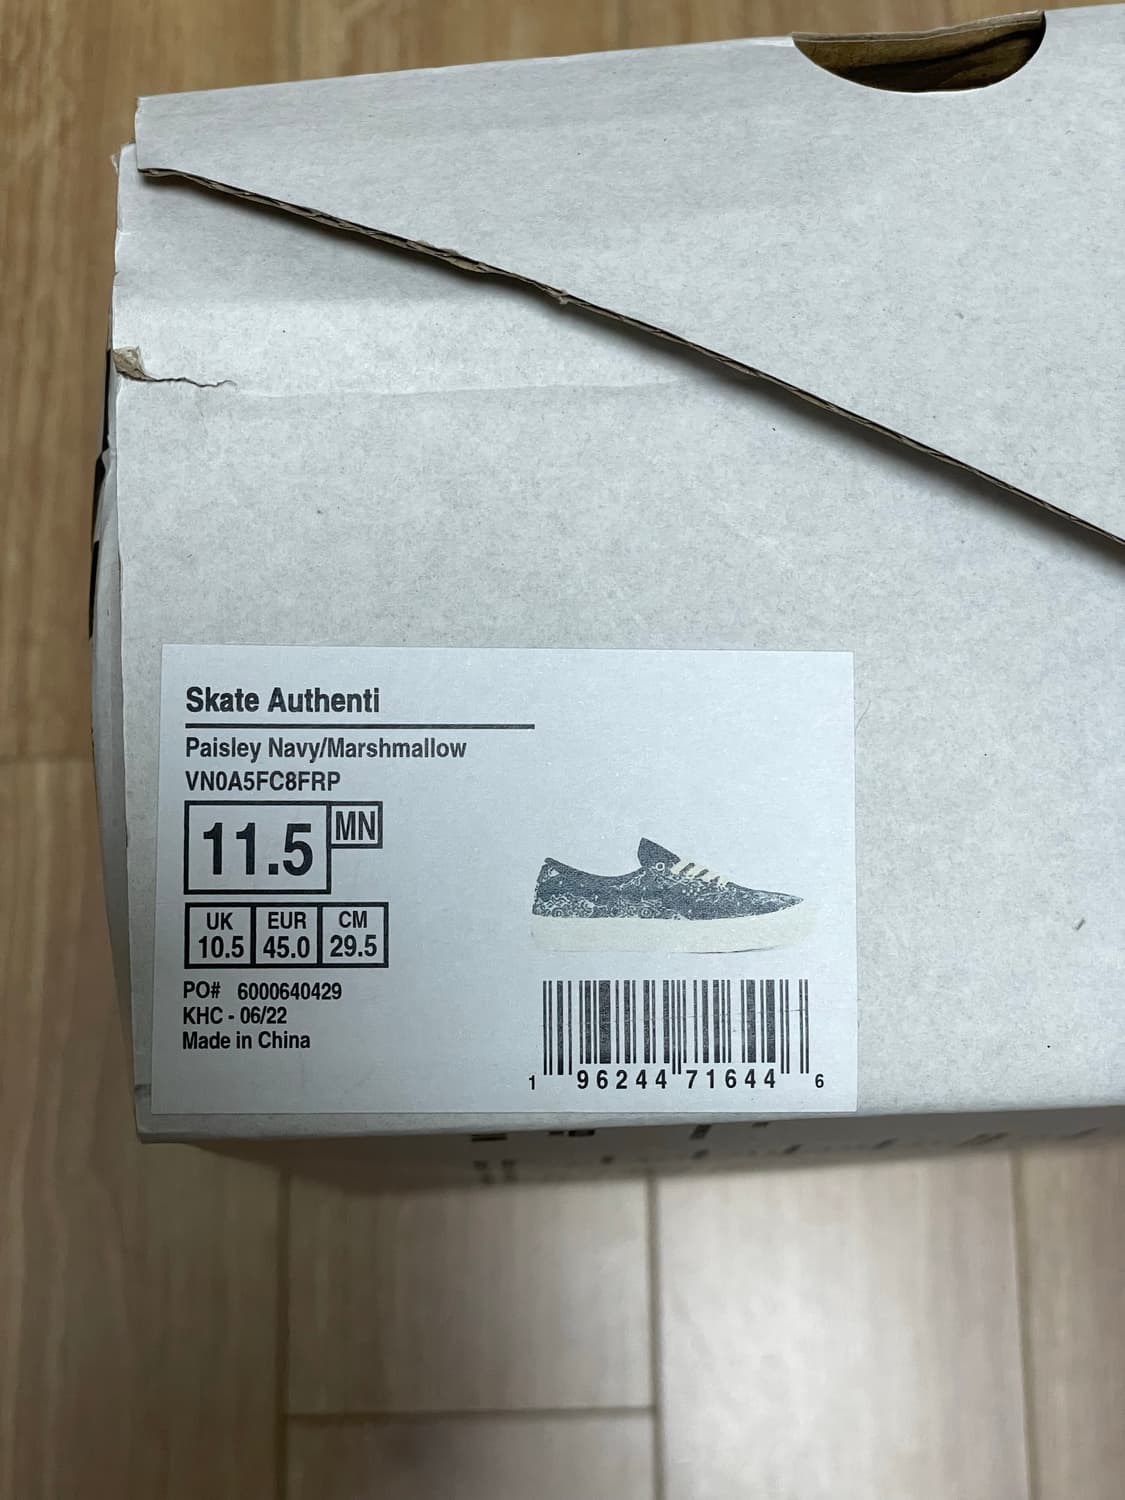 Skate Authenti
Paisley Navy/Marshmallow
VN0A5FC8FRP
11.5 MN
UK EUR CM
10.5 45.0 29.5
PO# 6000640429
KHC - 06/22
Made in China
1 96244 71644 6